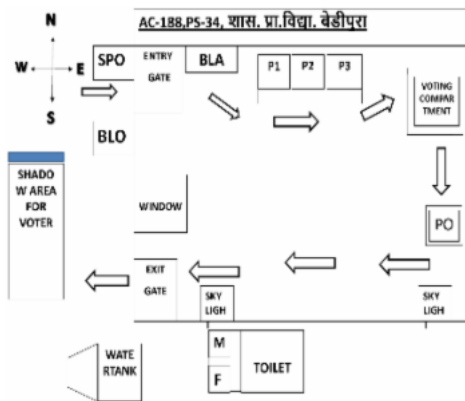 AC-188,PS-34, शास. प्रा.विद्या. बेडीपुरा
N
W
E
S
SPO
ENTRY
GATE
BLA
P1
P2
P3
VOTING
COMPAR
TMENT
BLO
SHADO
W AREA
FOR
VOTER
WINDOW
PO
EXIT
GATE
SKY
LIGH
SKY
LIGH
WATE
RTANK
M
F
TOILET